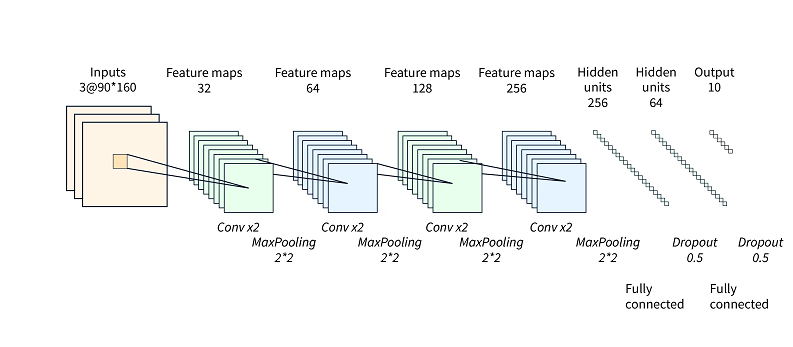 Inputs
3@90*160
Feature maps
32
Feature maps
64
Feature maps
128
Feature maps
256
Hidden
units
256
Hidden
units
64
Output
10
Conv x2
Conv x2
Conv x2
Conv x2
MaxPooling
2*2
MaxPooling
2*2
MaxPooling
2*2
MaxPooling
2*2
Dropout
0.5
Dropout
0.5
Fully
connected
Fully
connected